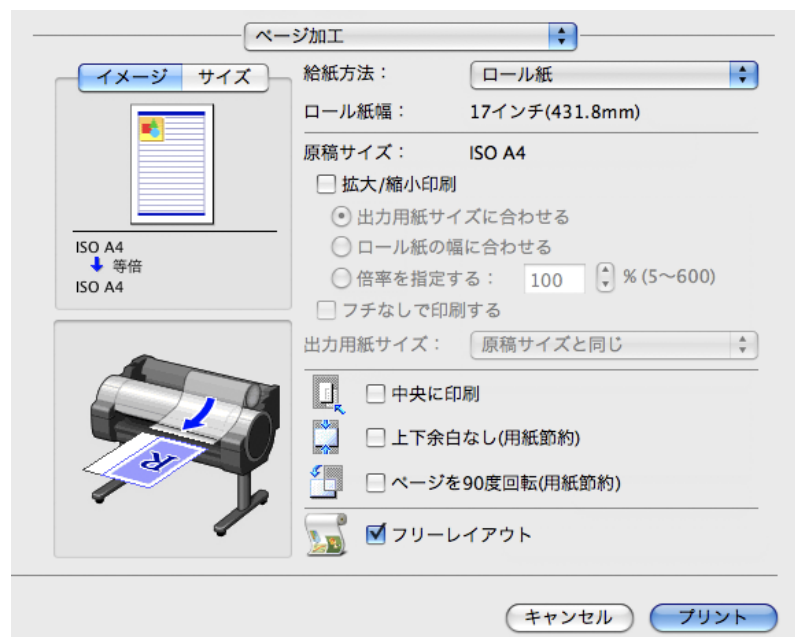 ページ加工
イメージ サイズ
ISO A4
等倍
ISO A4
給紙方法： ロール紙
ロール紙幅： 17インチ(431.8mm)
原稿サイズ： ISO A4
拡大/縮小印刷
出力用紙サイズに合わせる
ロール紙の幅に合わせる
倍率を指定する： 100 % (5～600)
フチなしで印刷する
出力用紙サイズ： 原稿サイズと同じ
中央に印刷
上下余白なし(用紙節約)
ページを90度回転(用紙節約)
フリーレイアウト
R
キャンセル プリント